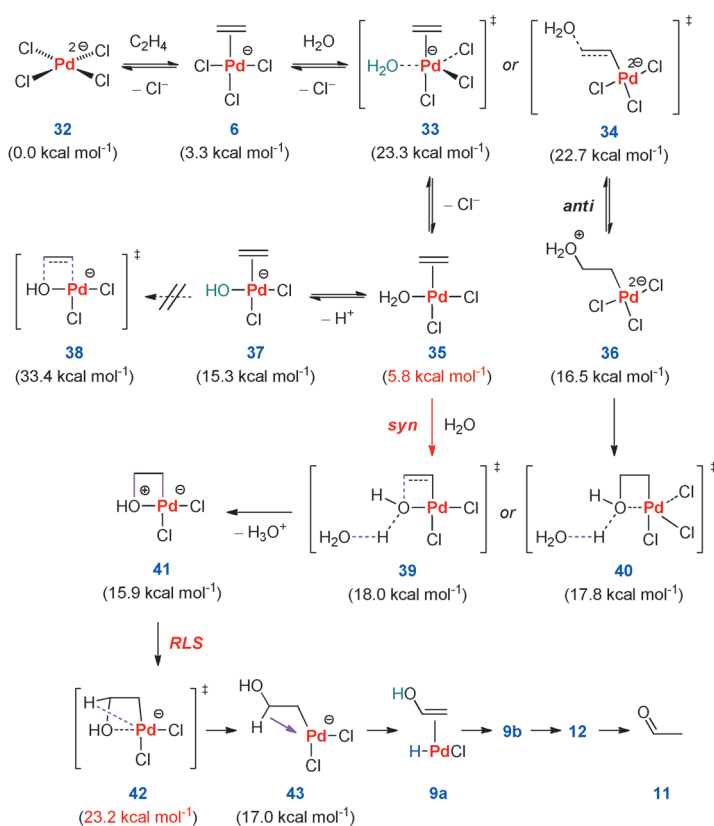 Cl Cl 2⊖ Pd Cl Cl
C₂H₄
– Cl⁻
⊖
Cl Pd Cl
Cl
H₂O
– Cl⁻
⊖ Cl ‡
H₂O Pd
Cl
Cl
or
H₂O ‡
2⊖
Pd
Cl Cl
Cl
32 6 33 34
(0.0 kcal mol⁻¹) (3.3 kcal mol⁻¹) (23.3 kcal mol⁻¹) (22.7 kcal mol⁻¹)
– Cl⁻
anti
⊖ ‡
HO Pd Cl
Cl
⊖
HO Pd Cl
Cl
– H⁺
H₂O Pd Cl
Cl
⊕
H₂O
2⊖
Pd
Cl Cl
Cl
38 37 35 36
(33.4 kcal mol⁻¹) (15.3 kcal mol⁻¹) (5.8 kcal mol⁻¹) (16.5 kcal mol⁻¹)
syn H₂O
⊕ ⊖
HO Pd Cl
Cl
– H₃O⁺
‡
H
O Pd Cl
H₂O H Cl
or
‡
H Cl
O Pd
H₂O H Cl Cl
41 39 40
(15.9 kcal mol⁻¹) (18.0 kcal mol⁻¹) (17.8 kcal mol⁻¹)
RLS
‡
H ⊖
HO Pd Cl
Cl
HO
⊖
H Pd Cl
Cl
HO
H PdCl
9b
12
O
42 43 9a 11
(23.2 kcal mol⁻¹) (17.0 kcal mol⁻¹)